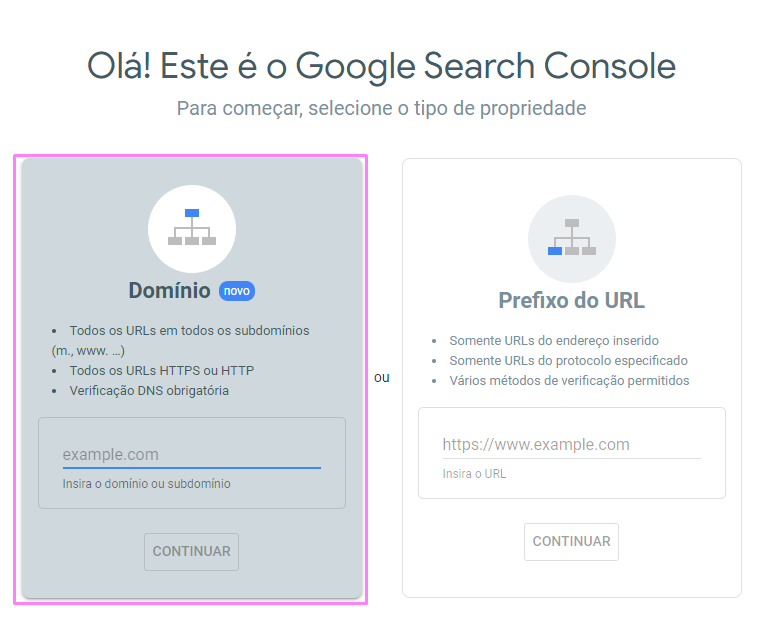 Olá! Este é o Google Search Console
Para começar, selecione o tipo de propriedade
Domínio novo
• Todos os URLs em todos os subdomínios
(m., www. ...)
• Todos os URLs HTTPS ou HTTP
• Verificação DNS obrigatória
example.com
Insira o domínio ou subdomínio
CONTINUAR
ou
Prefixo do URL
• Somente URLs do endereço inserido
• Somente URLs do protocolo especificado
• Vários métodos de verificação permitidos
https://www.example.com
Insira o URL
CONTINUAR